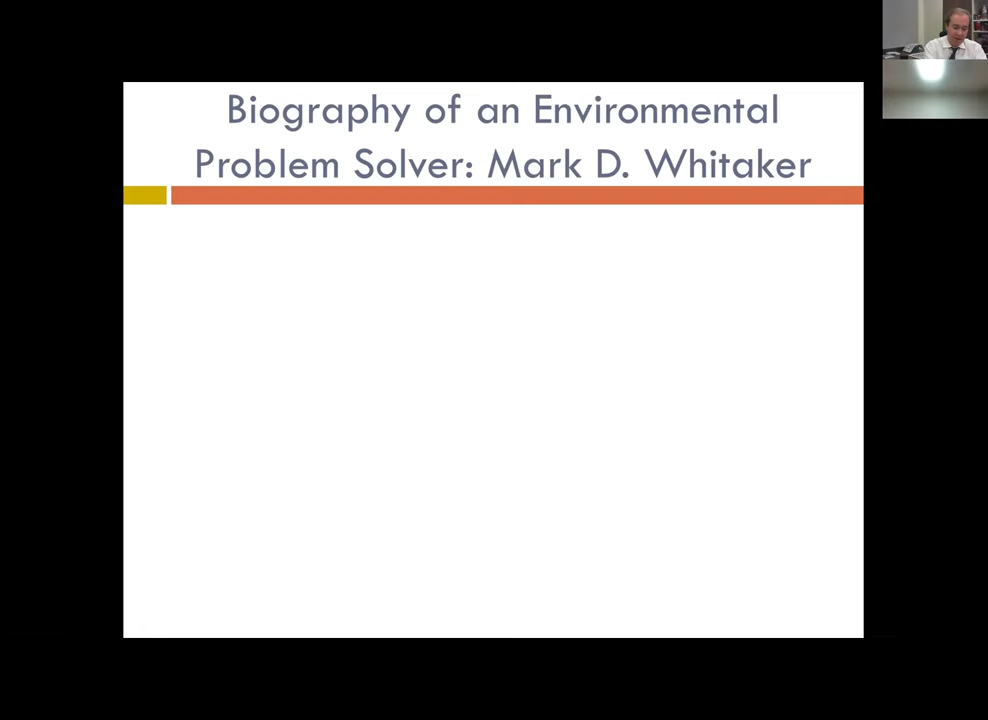 Biography of an Environmental
Problem Solver: Mark D. Whitaker